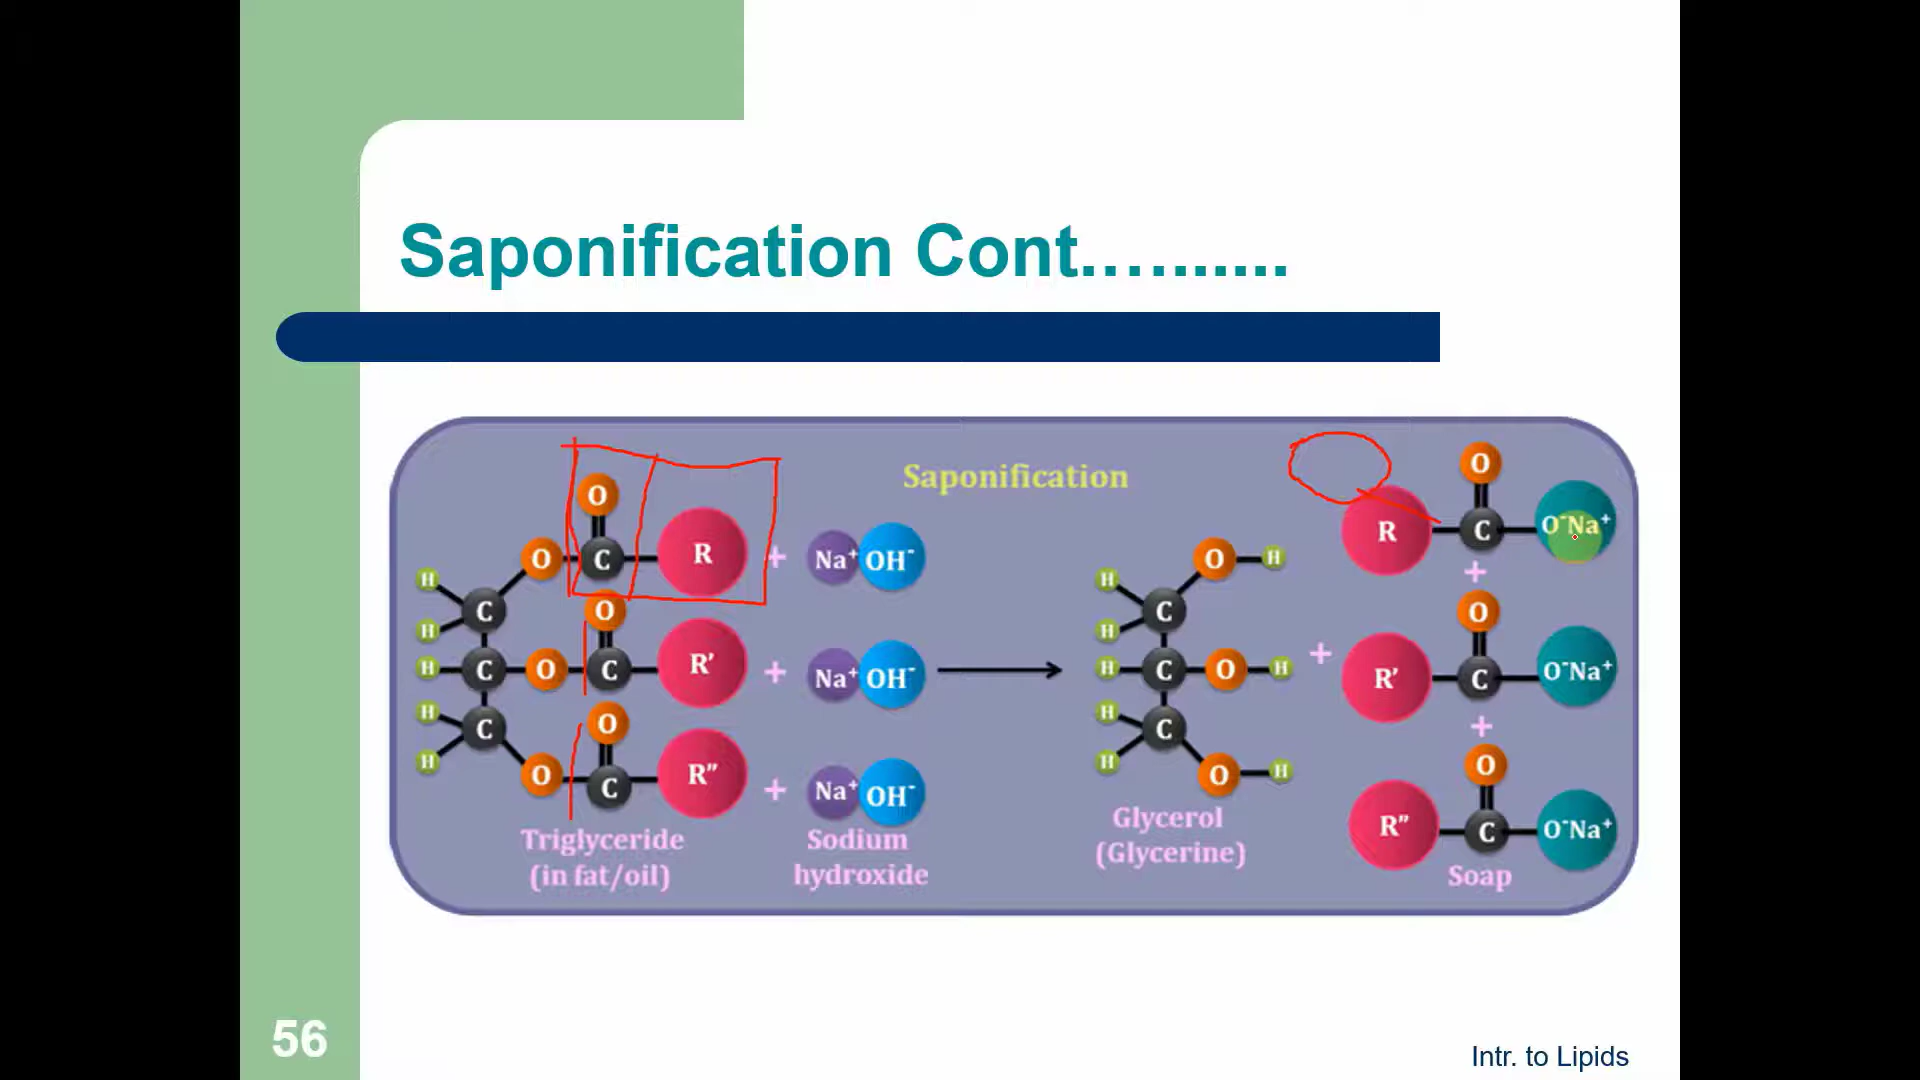 Saponification Cont.…......
Saponification
O
C
R
O
H
H
C
Na⁺ OH⁻
O
C
R'
O
H
C
Na⁺ OH⁻
O
C
R"
O
H
H
C
Na⁺ OH⁻
+
+
+
Triglyceride
(in fat/oil)
Sodium
hydroxide
H
H
C
O
H
H
C
O
H
H
H
C
O
H
Glycerol
(Glycerine)
+
O
R
C
O⁻Na⁺
+
O
R'
C
O⁻Na⁺
+
O
R"
C
O⁻Na⁺
Soap
56
Intr. to Lipids